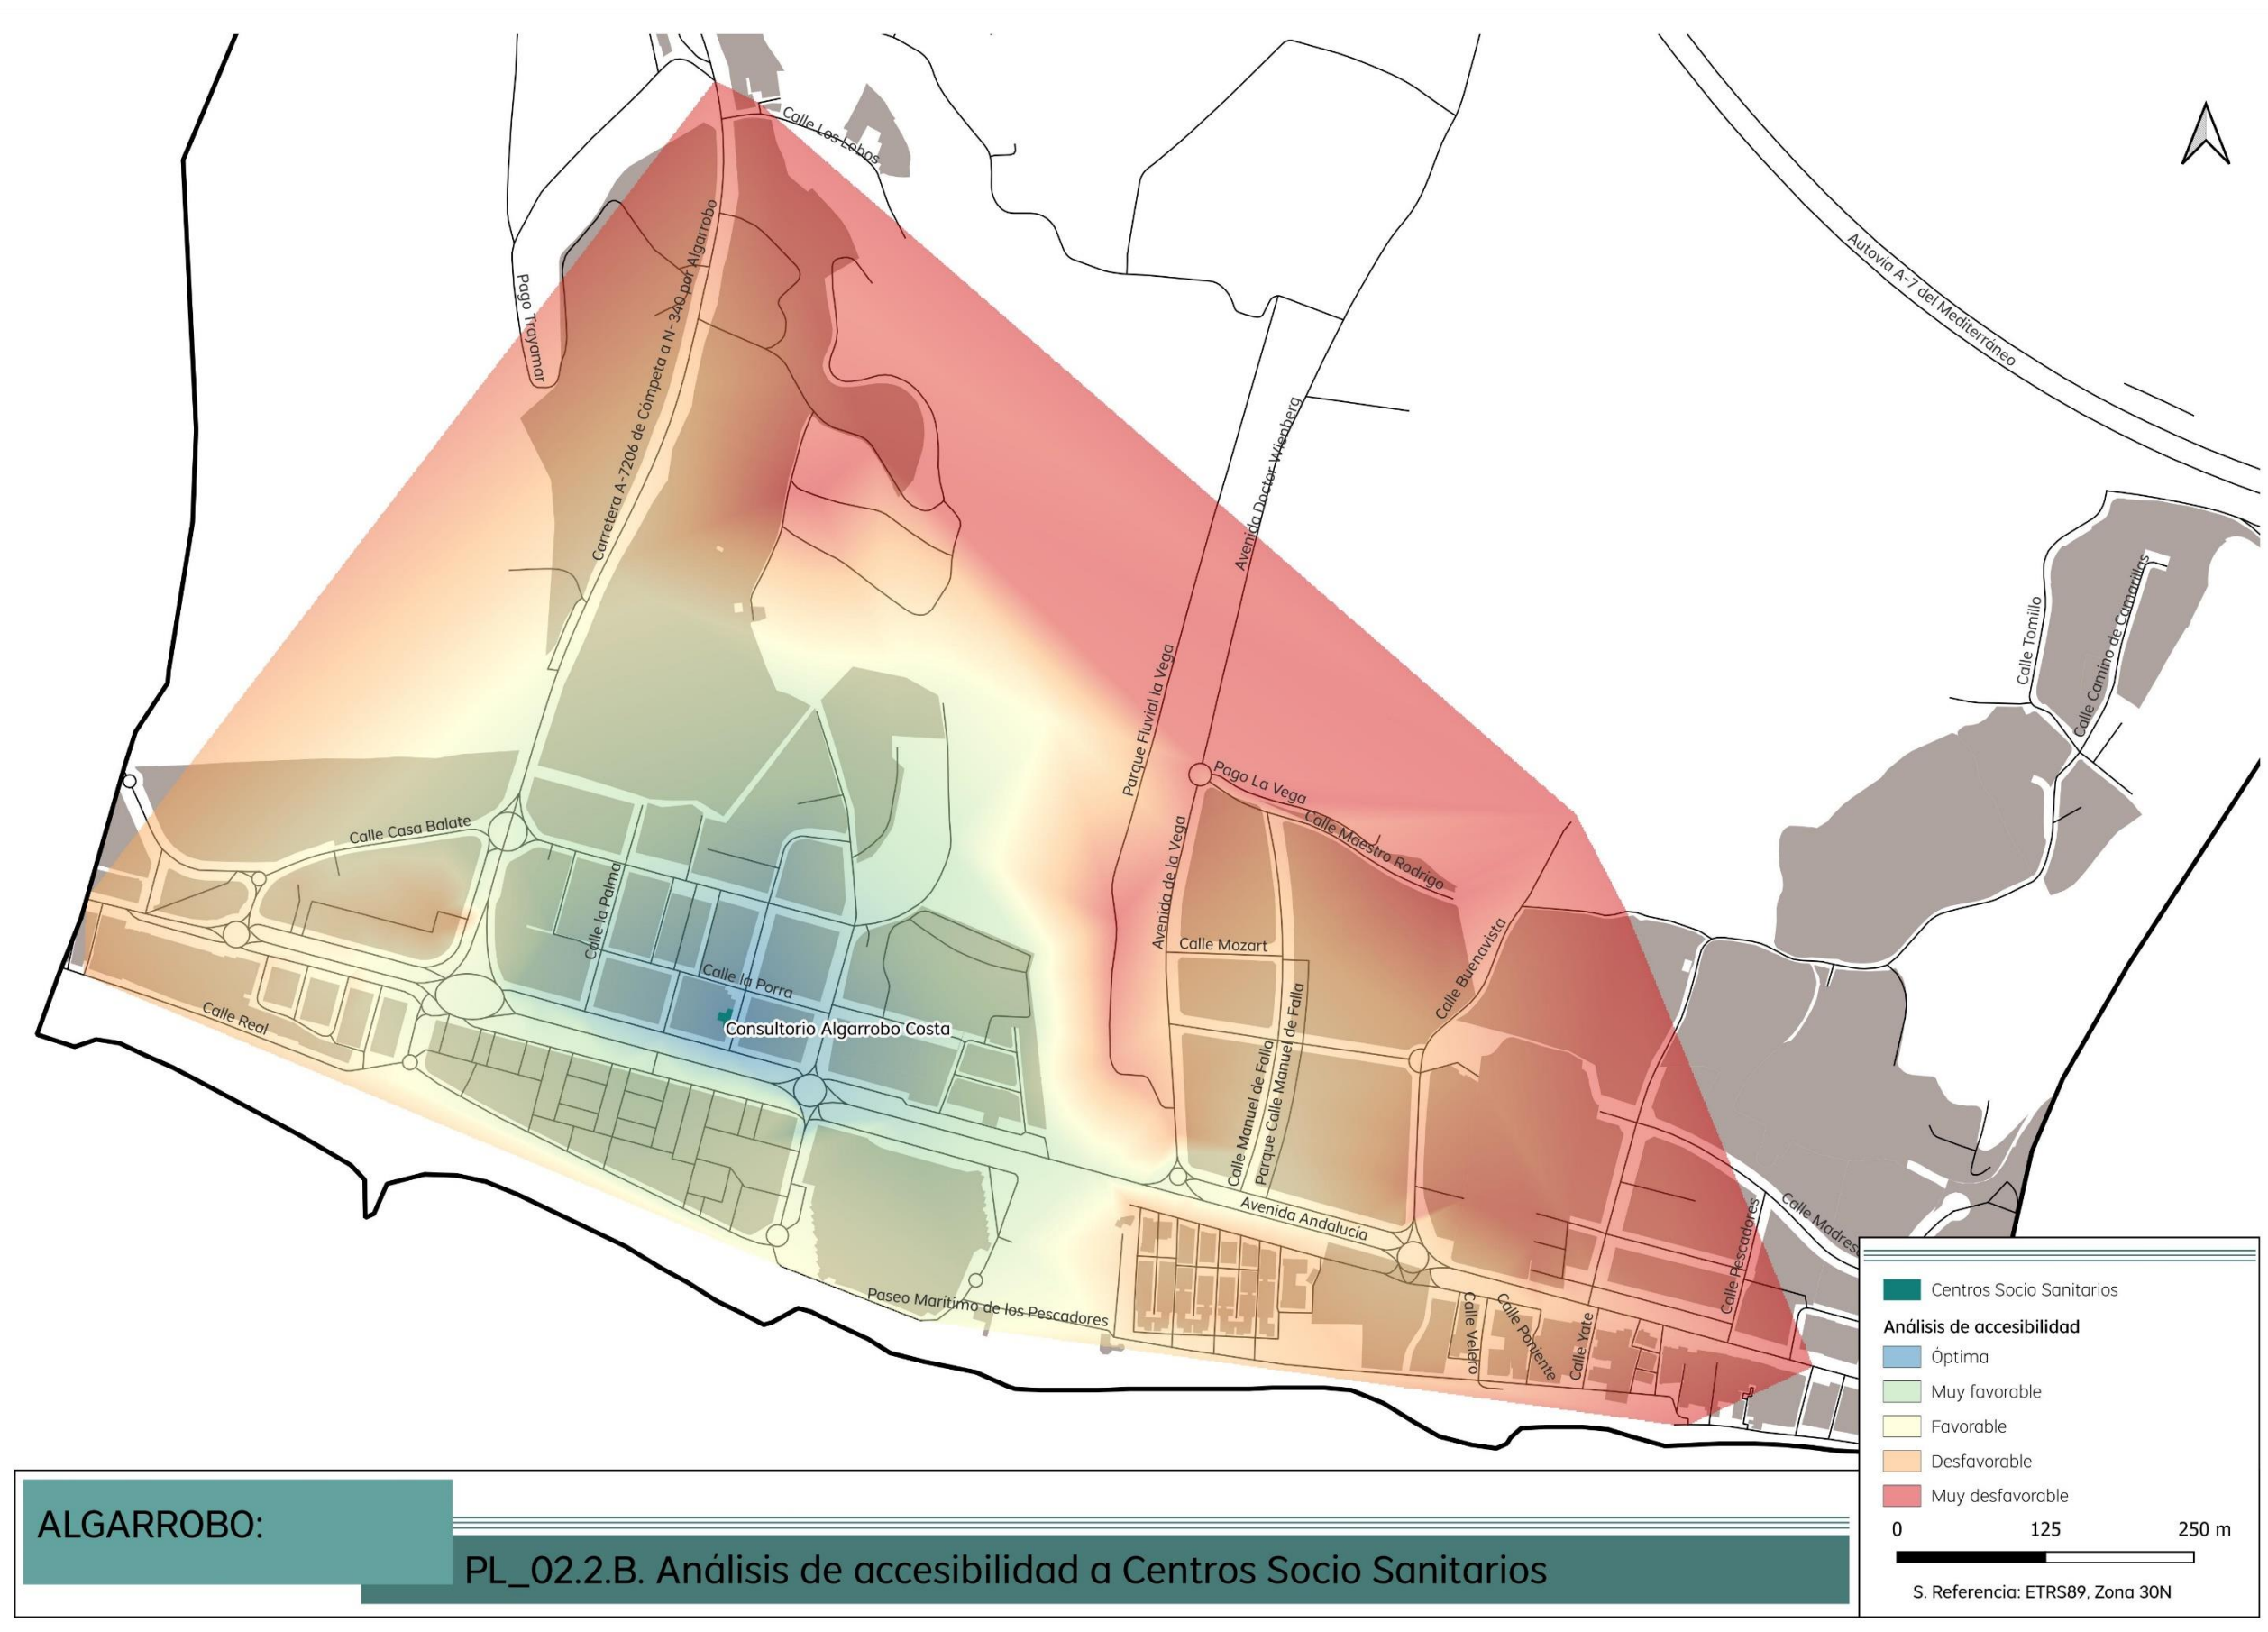 Calle Los Lobos
Carretera A-7206 de Cómpeta a N-340 por Algarrobo
Pago Trayamar
Autovía A-7 del Mediterráneo
Avenida Doctor Wienberg
Parque Fluvial la Vega
Calle Tomillo
Calle Camino de Camarillas
Pago La Vega
Calle Maestro Rodrigo
Calle Casa Balate
Calle la Palma
Avenida de la Vega
Calle Mozart
Calle Buenavista
Calle la Porra
Consultorio Algarrobo Costa
Calle Real
Calle Manuel de Falla
Parque Calle Manuel de Falla
Avenida Andalucía
Calle Pescadores
Calle Madres
Paseo Marítimo de los Pescadores
Calle Velero
Calle Poniente
Calle Yate
Centros Socio Sanitarios
Análisis de accesibilidad
Óptima
Muy favorable
Favorable
Desfavorable
Muy desfavorable
0 125 250 m
S. Referencia: ETRS89, Zona 30N
ALGARROBO:
PL_02.2.B. Análisis de accesibilidad a Centros Socio Sanitarios